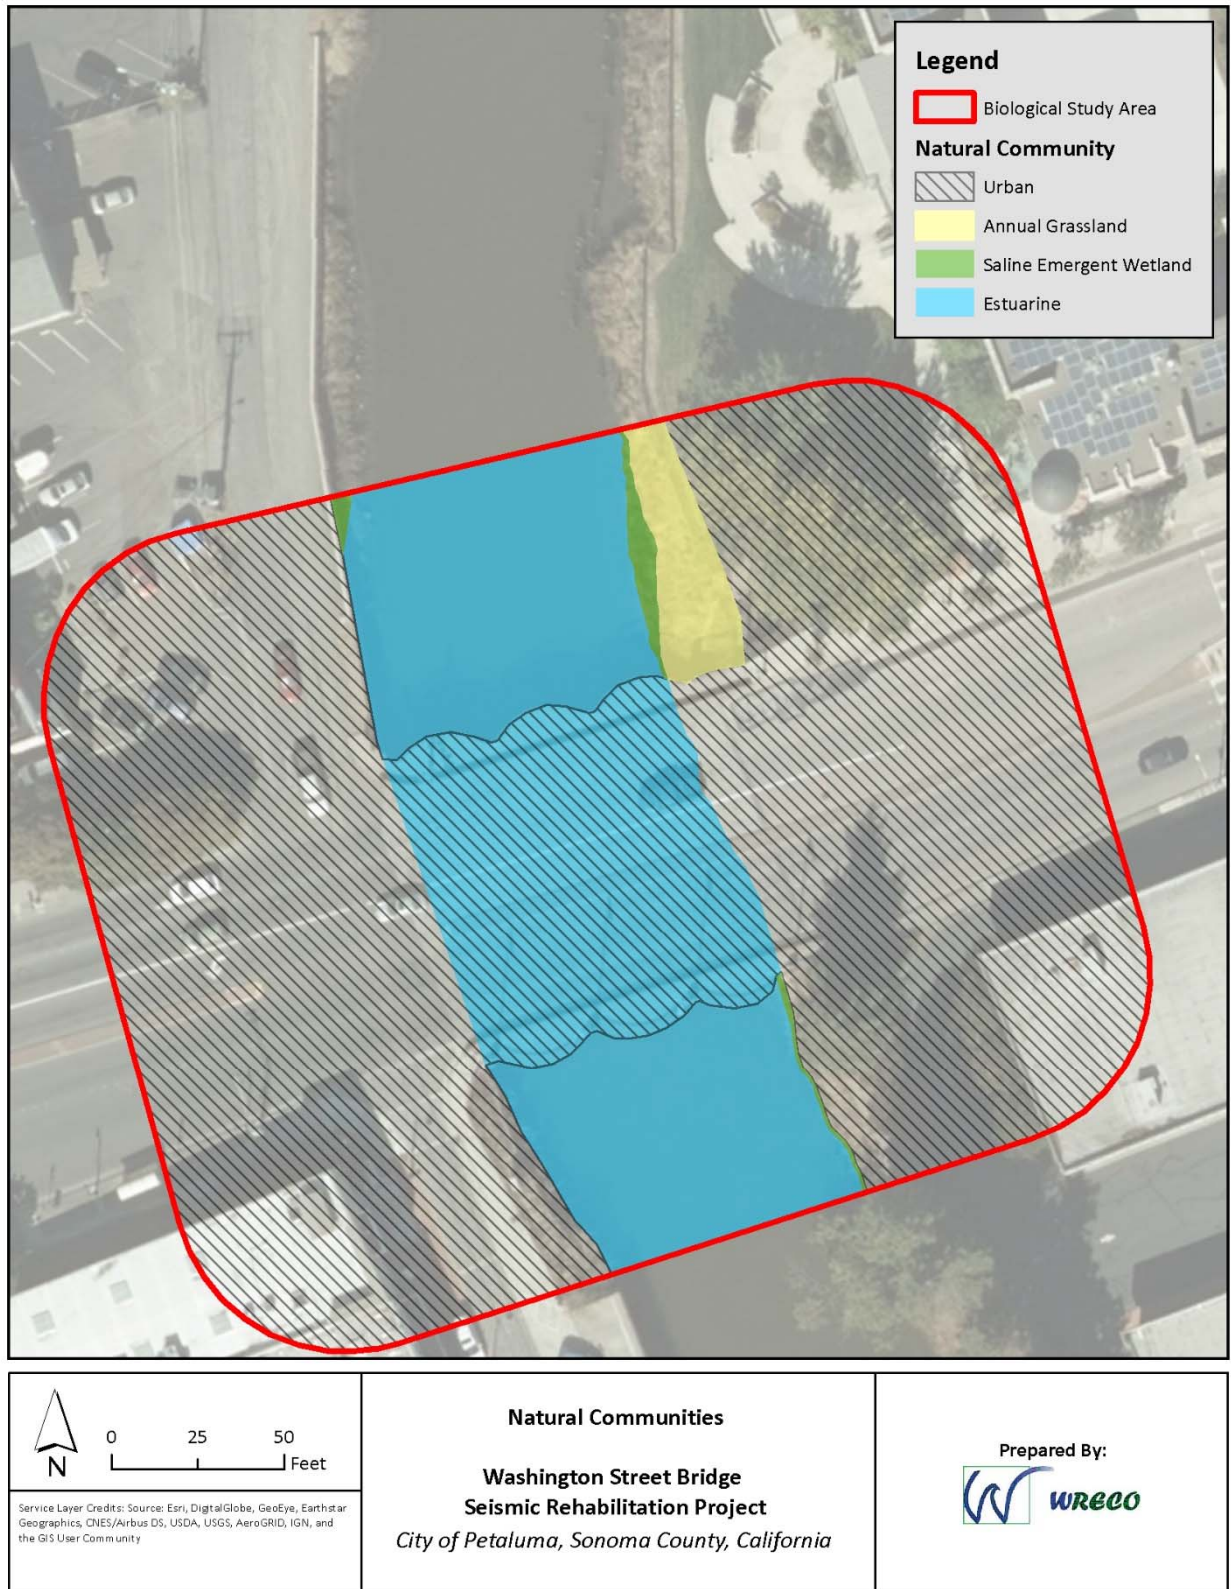 Legend
Biological Study Area
Natural Community
Urban
Annual Grassland
Saline Emergent Wetland
Estuarine
N
0 25 50
Feet
Service Layer Credits: Source: Esri, DigitalGlobe, GeoEye, Earthstar
Geographics, CNES/Airbus DS, USDA, USGS, AeroGRID, IGN, and
the GIS User Community
Natural Communities
Washington Street Bridge
Seismic Rehabilitation Project
City of Petaluma, Sonoma County, California
Prepared By:
W WRECO